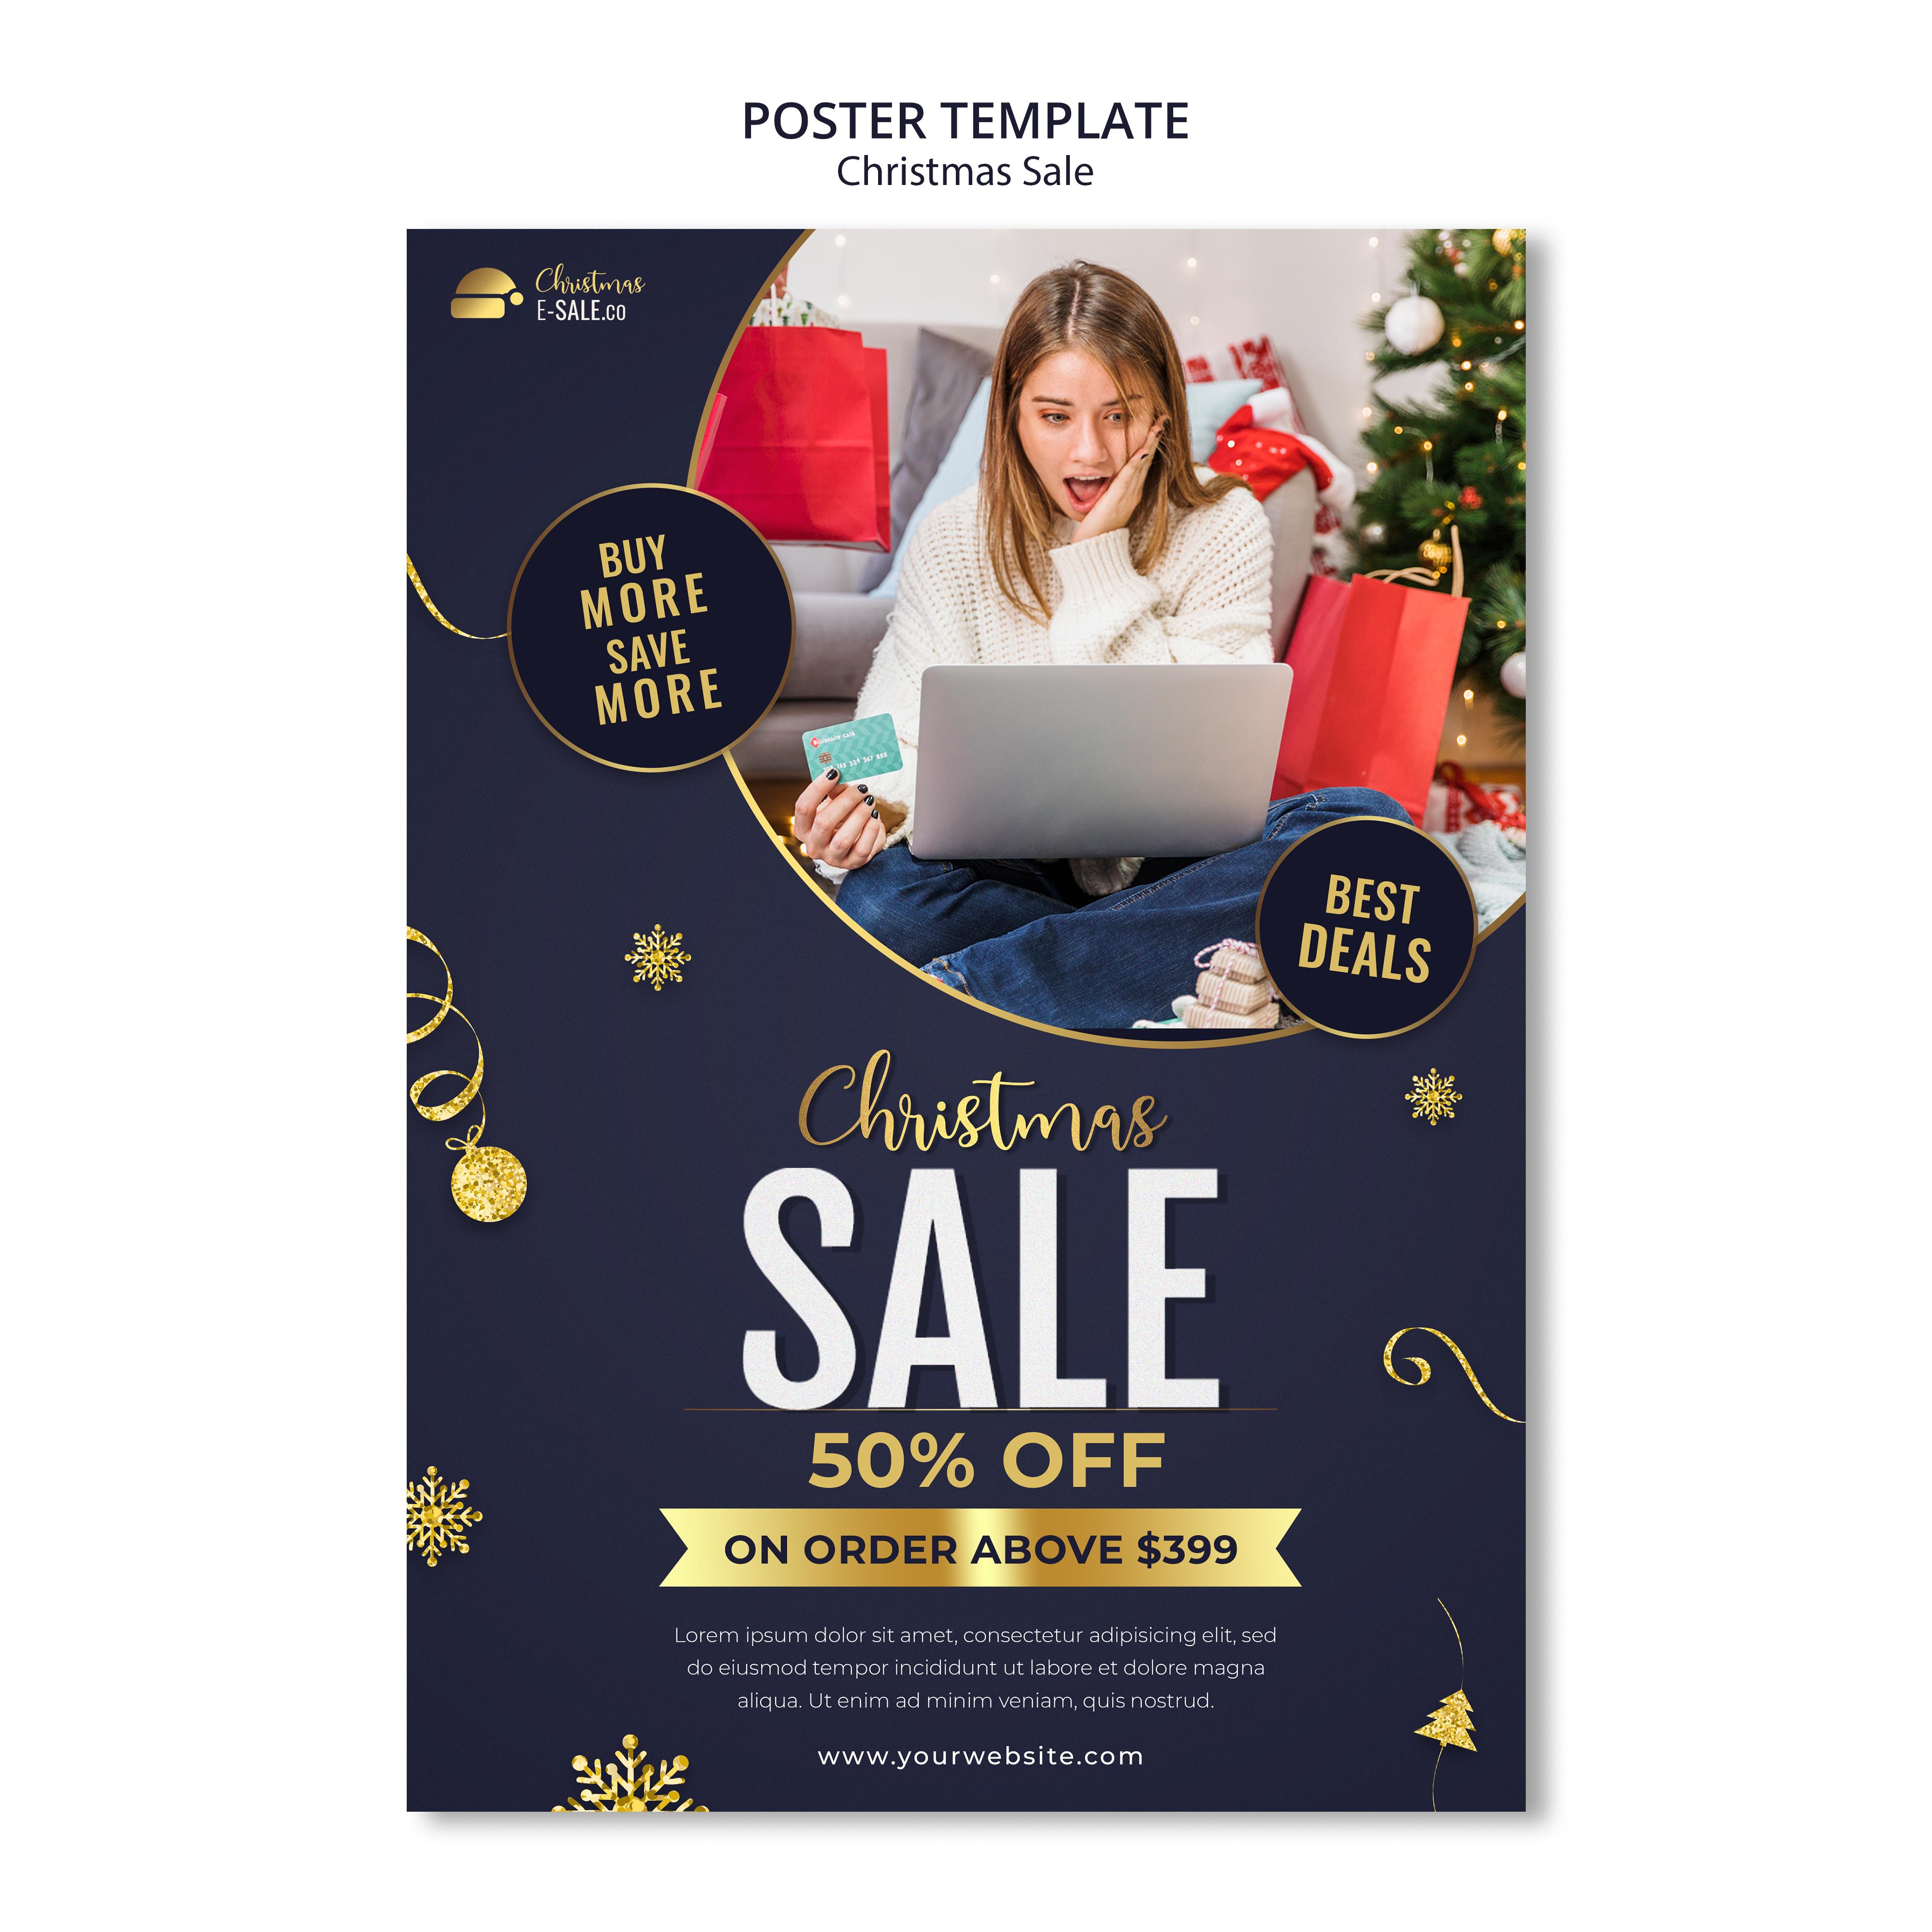 POSTER TEMPLATE
Christmas Sale
Christmas
E-SALE.CO
BUY
MORE
SAVE
MORE
Billenaire card
BEST
DEALS
Christmas
SALE
50% OFF
ON ORDER ABOVE $399
Lorem ipsum dolor sit amet, consectetur adipisicing elit, sed
do eiusmod tempor incididunt ut labore et dolore magna
aliqua. Ut enim ad minim veniam, quis nostrud.
www.yourwebsite.com